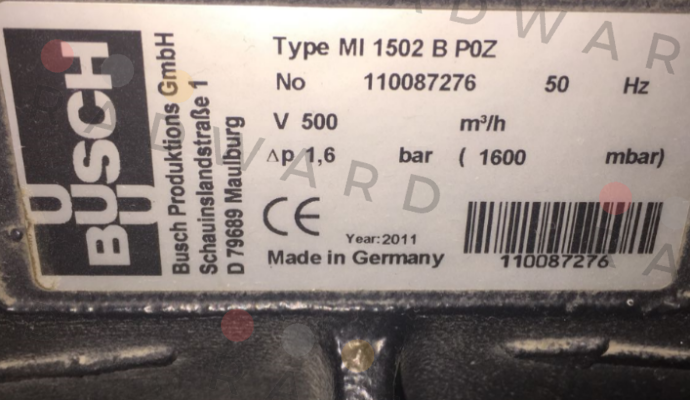 BUSCH
Busch Produktions GmbH
Schauinslandstraße 1
D 79689 Maulburg
Type MI 1502 B P0Z
No 110087276 50 Hz
V 500 m³/h
Δp 1,6 bar ( 1600 mbar)
CE
Year:2011
Made in Germany
110087276